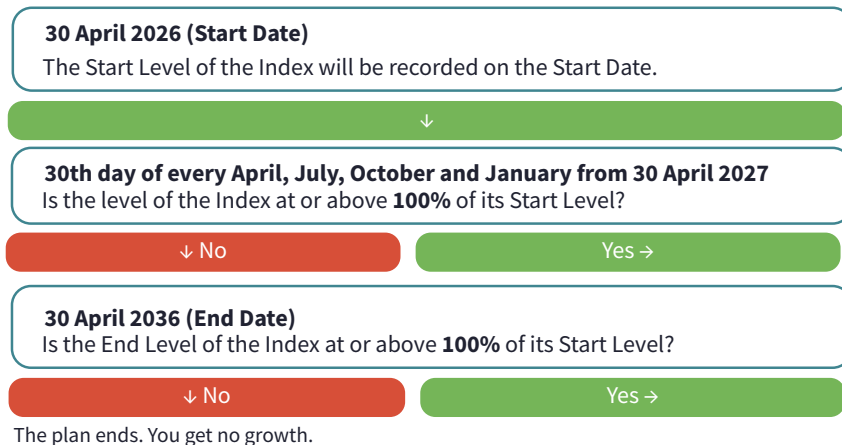 30 April 2026 (Start Date)
The Start Level of the Index will be recorded on the Start Date.
↓
30th day of every April, July, October and January from 30 April 2027
Is the level of the Index at or above 100% of its Start Level?
↓ No
Yes →
30 April 2036 (End Date)
Is the End Level of the Index at or above 100% of its Start Level?
↓ No
Yes →
The plan ends. You get no growth.